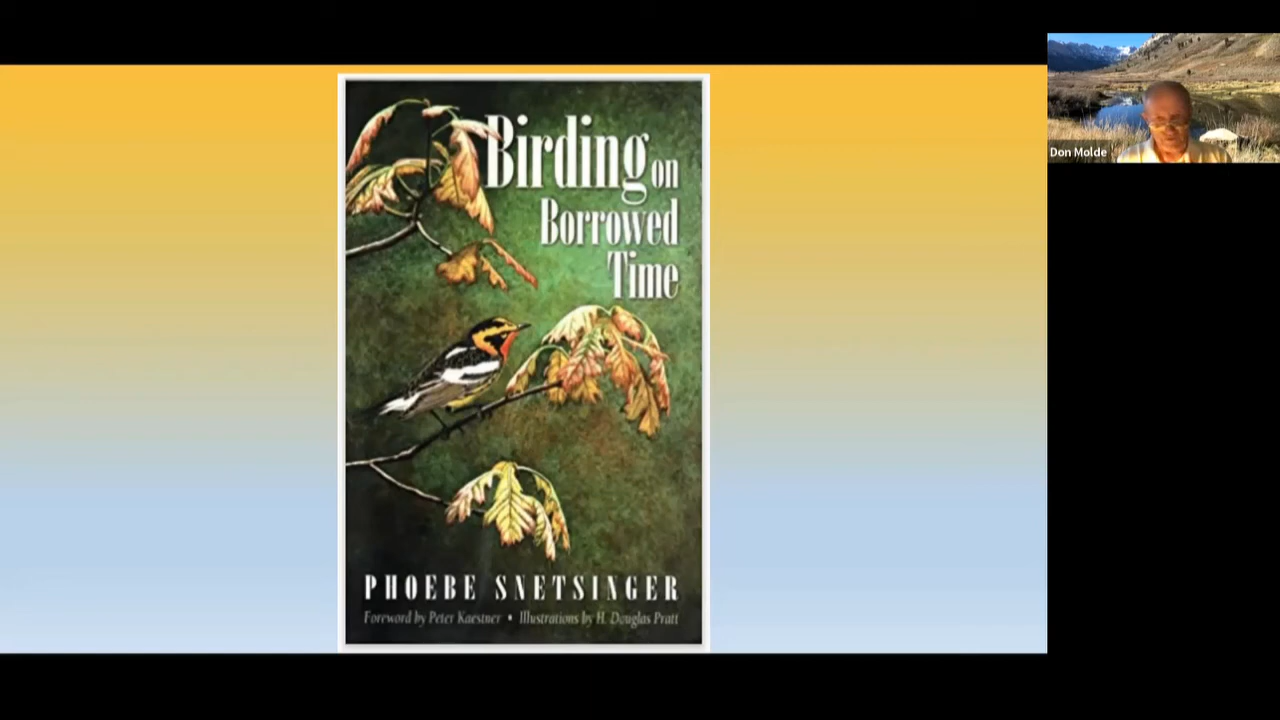 Birding on
Borrowed
Time
PHOEBE SNETSINGER
Foreword by Peter Kaestner • Illustrations by H. Douglas Pratt
Don Molde